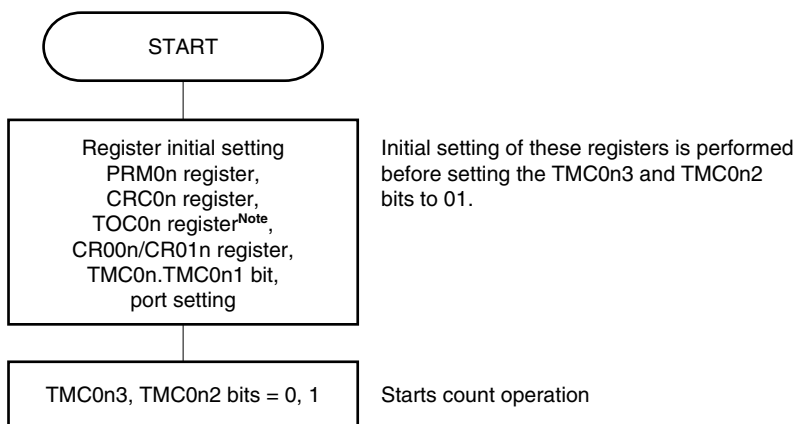 START
Register initial setting
PRM0n register,
CRC0n register,
TOC0n registerNote,
CR00n/CR01n register,
TMC0n.TMC0n1 bit,
port setting
Initial setting of these registers is performed
before setting the TMC0n3 and TMC0n2
bits to 01.
TMC0n3, TMC0n2 bits = 0, 1
Starts count operation